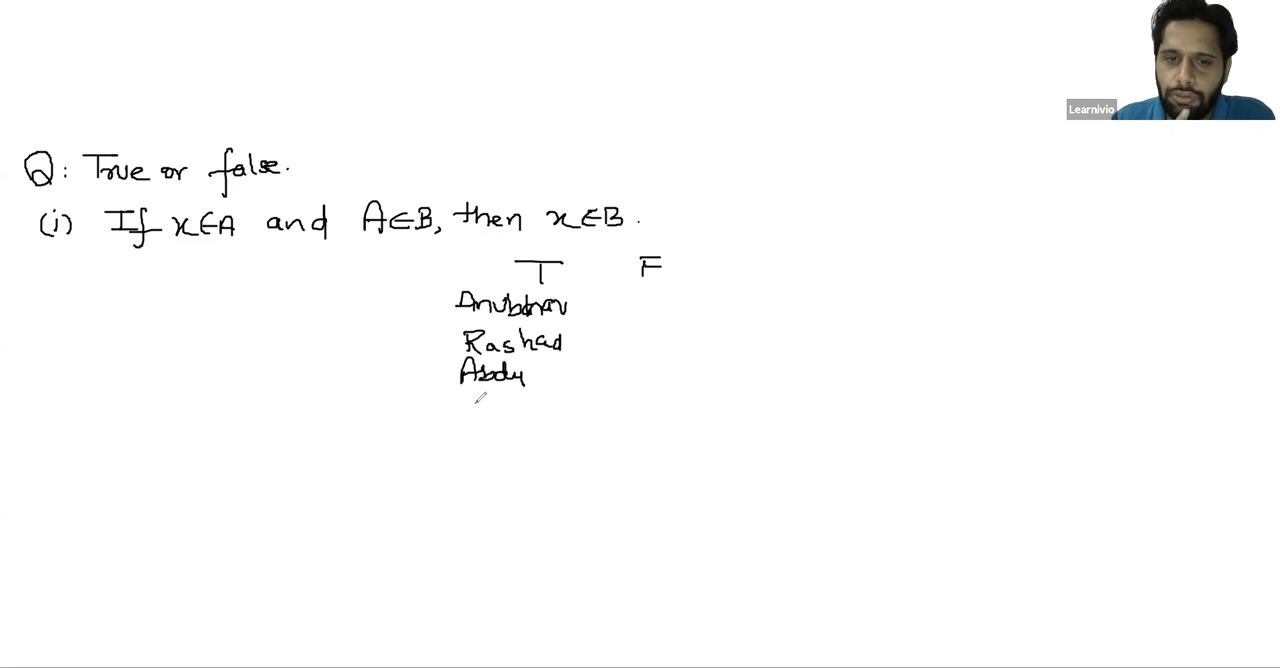 Learnivio
Q: True or false.
(i) If x∈A and A∈B, then x∈B.
T F
Anubhav
Rashad